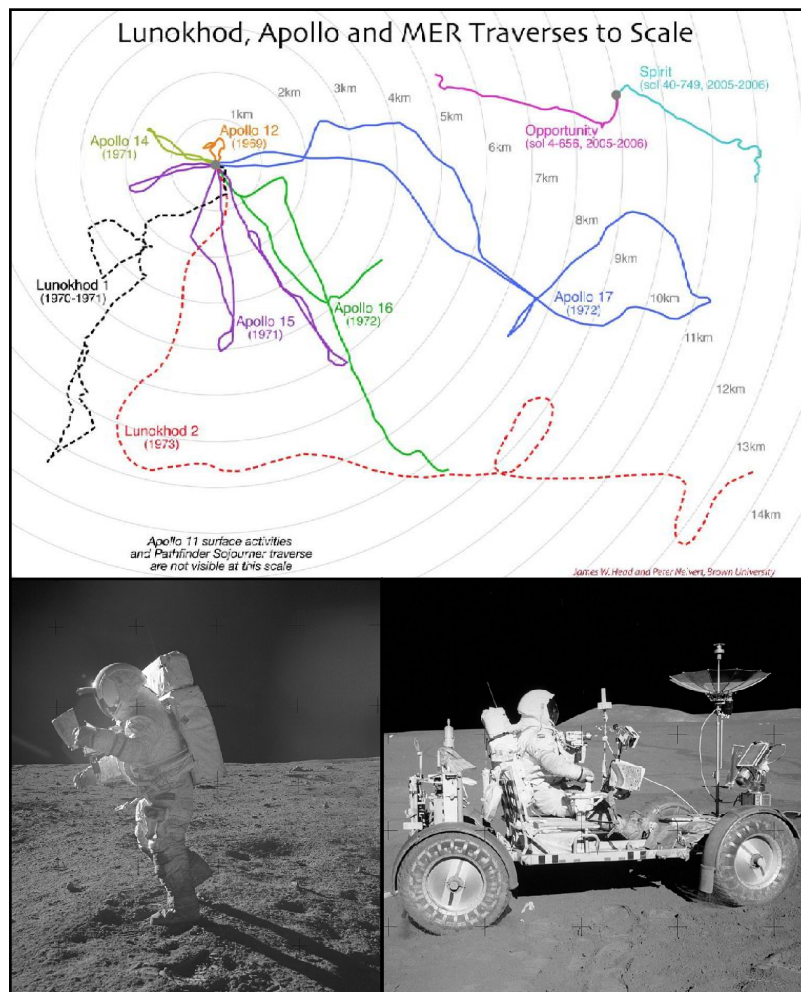 Lunokhod, Apollo and MER Traverses to Scale
1km
2km
3km
4km
5km
6km
7km
8km
9km
10km
11km
12km
13km
14km
Spirit
(sol 40-749, 2005-2006)
Opportunity
(sol 4-656, 2005-2006)
Apollo 12
(1969)
Apollo 14
(1971)
Lunokhod 1
(1970-1971)
Apollo 15
(1971)
Apollo 16
(1972)
Apollo 17
(1972)
Lunokhod 2
(1973)
Apollo 11 surface activities
and Pathfinder Sojourner traverse
are not visible at this scale
James W. Head and Peter Neivert, Brown University